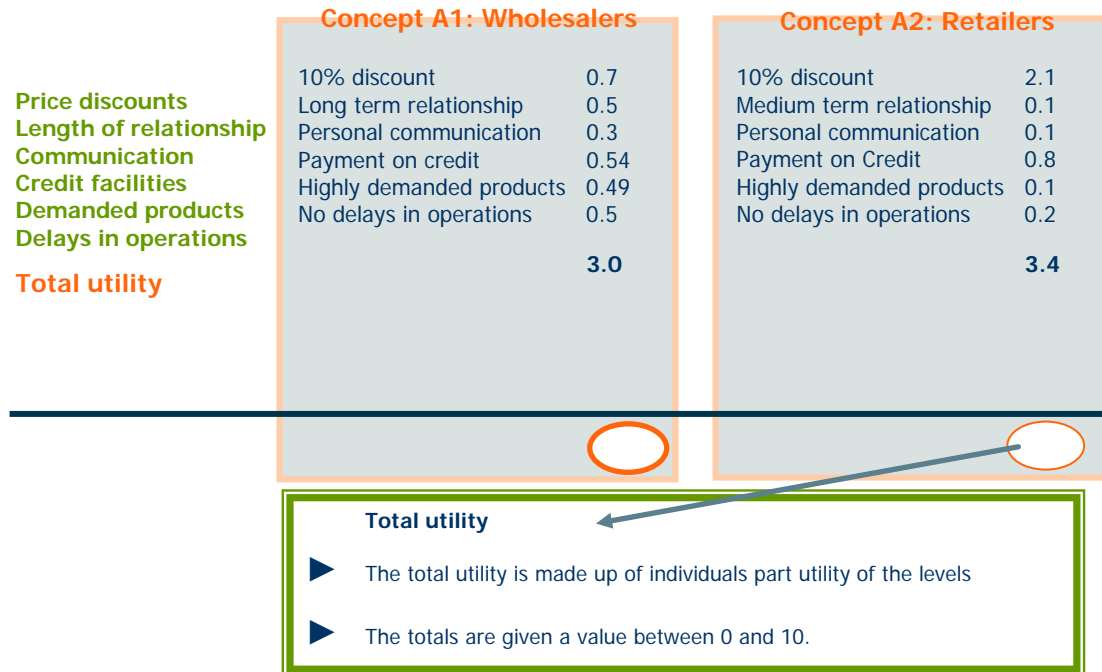 Concept A1: Wholesalers
Concept A2: Retailers
Price discounts
Length of relationship
Communication
Credit facilities
Demanded products
Delays in operations
Total utility
10% discount 0.7
Long term relationship 0.5
Personal communication 0.3
Payment on credit 0.54
Highly demanded products 0.49
No delays in operations 0.5
3.0
10% discount 2.1
Medium term relationship 0.1
Personal communication 0.1
Payment on Credit 0.8
Highly demanded products 0.1
No delays in operations 0.2
3.4
Total utility
The total utility is made up of individuals part utility of the levels
The totals are given a value between 0 and 10.